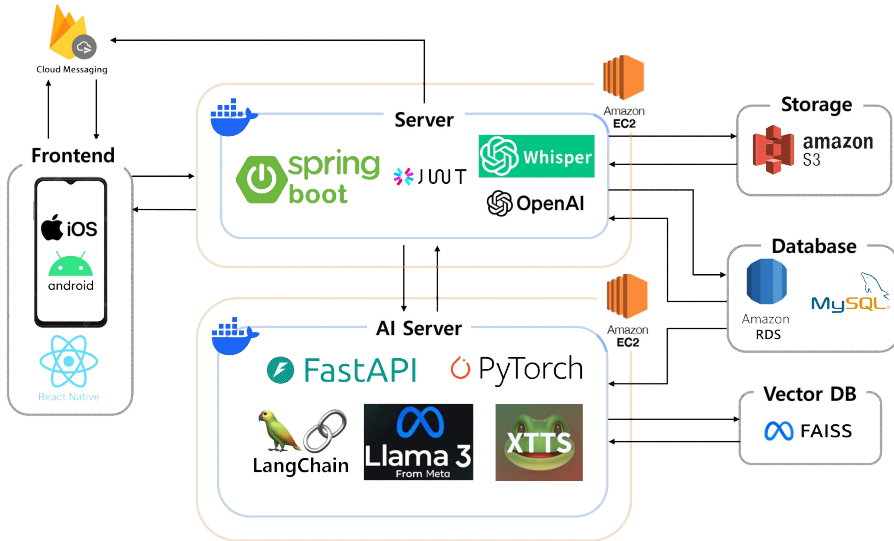 Cloud Messaging
Frontend
iOS
android
React Native
Server
spring
boot
JWT
Whisper
OpenAI
Amazon
EC2
Storage
amazon
S3
Database
Amazon
RDS
MySQL®
AI Server
Amazon
EC2
FastAPI
PyTorch
LangChain
Llama 3
From Meta
XTTS
Vector DB
FAISS